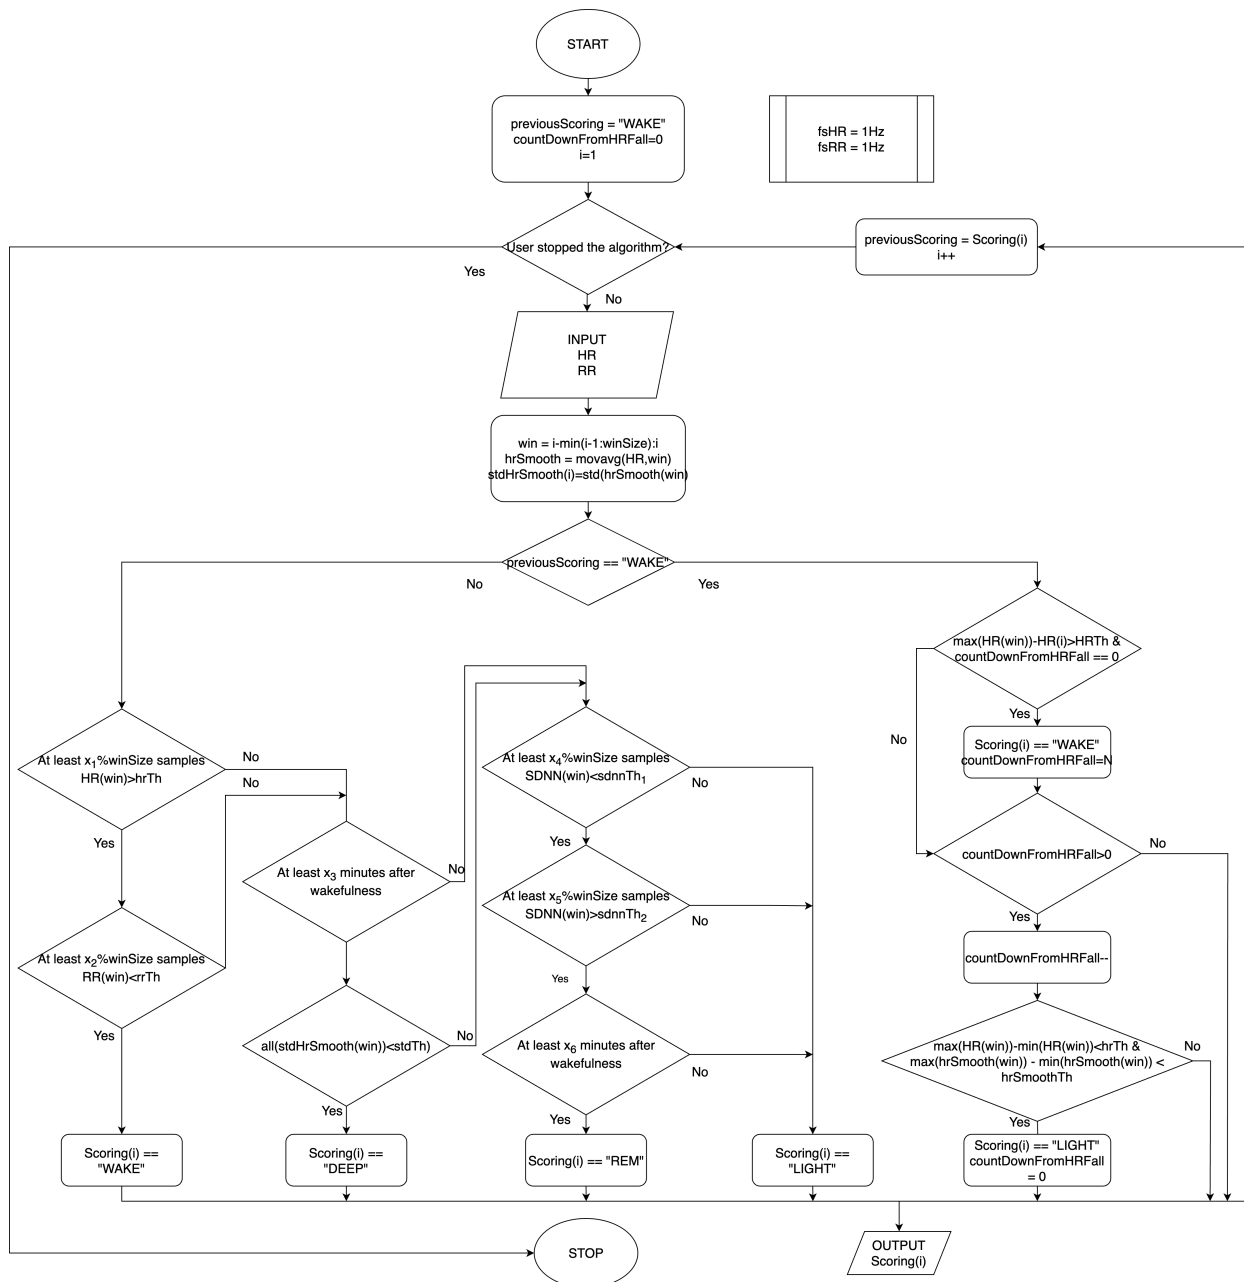 START
previousScoring = "WAKE"
countDownFromHRFall=0
i=1
fsHR = 1Hz
fsRR = 1Hz
User stopped the algorithm?
previousScoring = Scoring(i)
i++
Yes
No
INPUT
HR
RR
win = i-min(i-1:winSize):i
hrSmooth = movavg(HR,win)
stdHrSmooth(i)=std(hrSmooth(win)
previousScoring == "WAKE"
No
Yes
max(HR(win))-HR(i)>HRTh &
countDownFromHRFall == 0
Yes
No
Scoring(i) == "WAKE"
countDownFromHRFall=N
At least x₁%winSize samples
HR(win)>hrTh
No
No
Yes
At least x₄%winSize samples
SDNN(win)<sdnnTh₁
No
Yes
countDownFromHRFall>0
No
Yes
At least x₃ minutes after
wakefulness
No
At least x₅%winSize samples
SDNN(win)>sdnnTh₂
No
Yes
At least x₂%winSize samples
RR(win)<rrTh
Yes
countDownFromHRFall--
all(stdHrSmooth(win))<stdTh)
No
Yes
At least x₆ minutes after
wakefulness
No
Yes
max(HR(win))-min(HR(win))<hrTh &
max(hrSmooth(win)) - min(hrSmooth(win)) <
hrSmoothTh
No
Yes
Scoring(i) ==
"WAKE"
Scoring(i) ==
"DEEP"
Scoring(i) == "REM"
Scoring(i) ==
"LIGHT"
Scoring(i) == "LIGHT"
countDownFromHRFall
= 0
STOP
OUTPUT
Scoring(i)